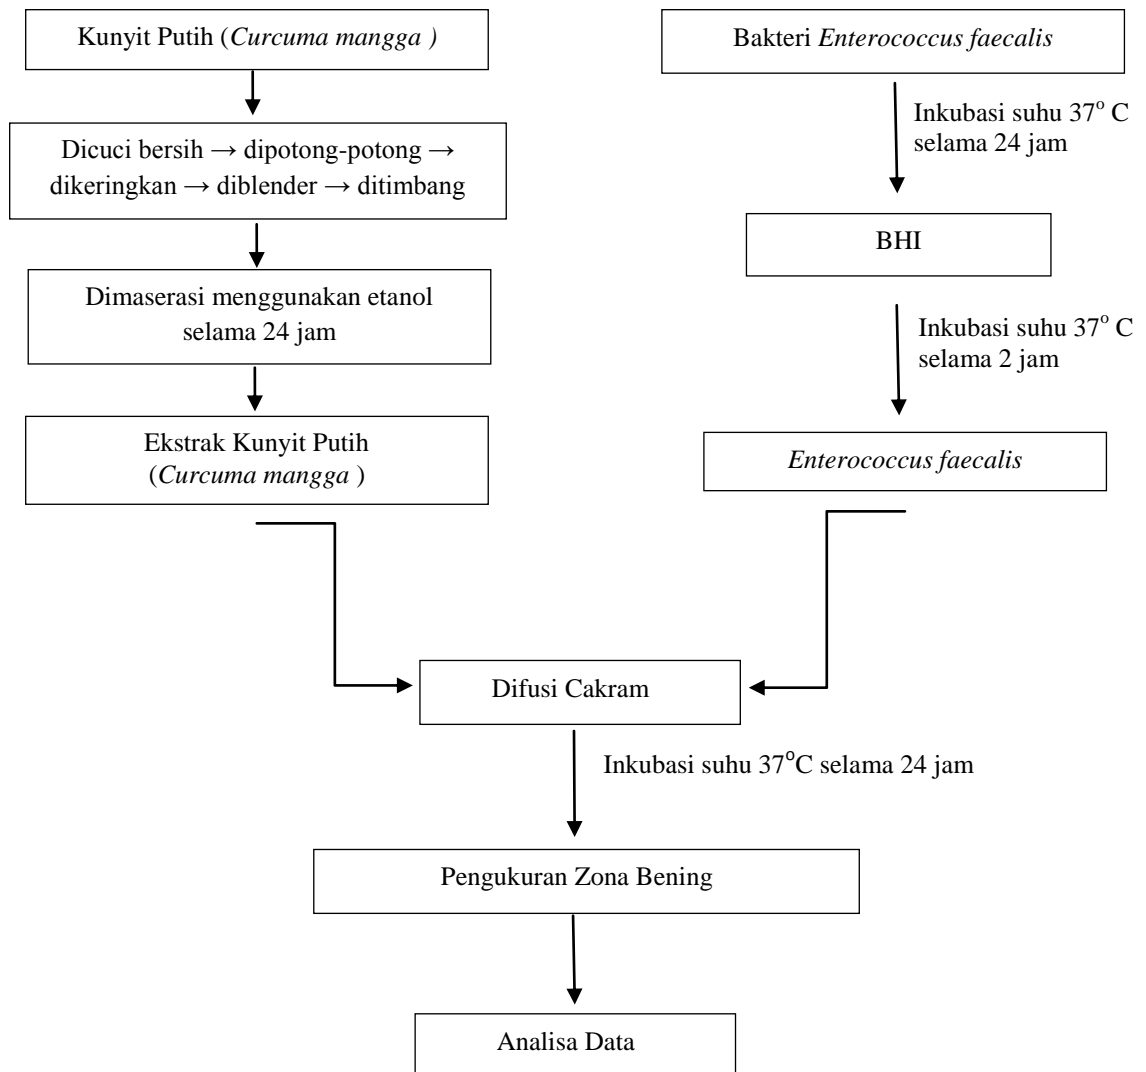 Kunyit Putih (Curcuma mangga )
Dicuci bersih → dipotong-potong →
dikeringkan → diblender → ditimbang
Dimaserasi menggunakan etanol
selama 24 jam
Ekstrak Kunyit Putih
(Curcuma mangga )
Bakteri Enterococcus faecalis
Inkubasi suhu 37° C
selama 24 jam
BHI
Inkubasi suhu 37° C
selama 2 jam
Enterococcus faecalis
Difusi Cakram
Inkubasi suhu 37°C selama 24 jam
Pengukuran Zona Bening
Analisa Data